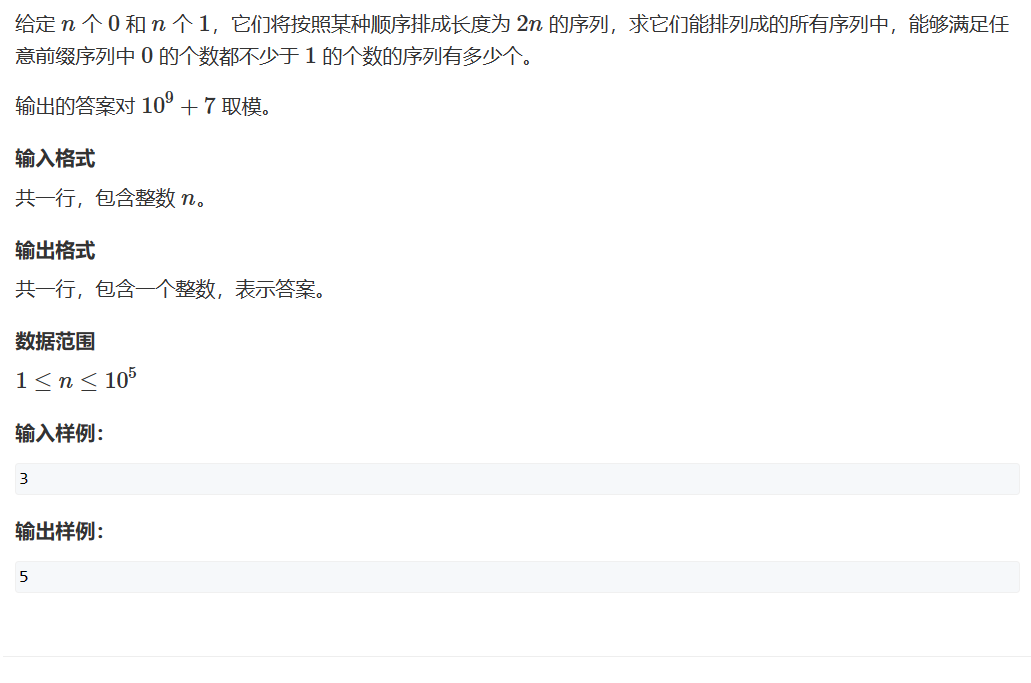 给定 n 个 0 和 n 个 1，它们将按照某种顺序排成长度为 2n 的序列，求它们能排列成的所有序列中，能够满足任
意前缀序列中 0 的个数都不少于 1 的个数的序列有多少个。
输出的答案对 10⁹ + 7 取模。
输入格式
共一行，包含整数 n。
输出格式
共一行，包含一个整数，表示答案。
数据范围
1 ≤ n ≤ 10⁵
输入样例：
3
输出样例：
5